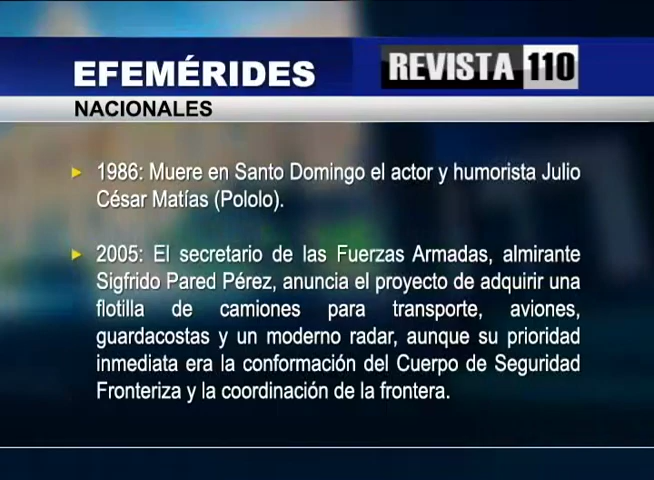 EFEMÉRIDES
REVISTA 110
NACIONALES
1986: Muere en Santo Domingo el actor y humorista Julio
César Matías (Pololo).
2005: El secretario de las Fuerzas Armadas, almirante
Sigfrido Pared Pérez, anuncia el proyecto de adquirir una
flotilla de camiones para transporte, aviones,
guardacostas y un moderno radar, aunque su prioridad
inmediata era la conformación del Cuerpo de Seguridad
Fronteriza y la coordinación de la frontera.